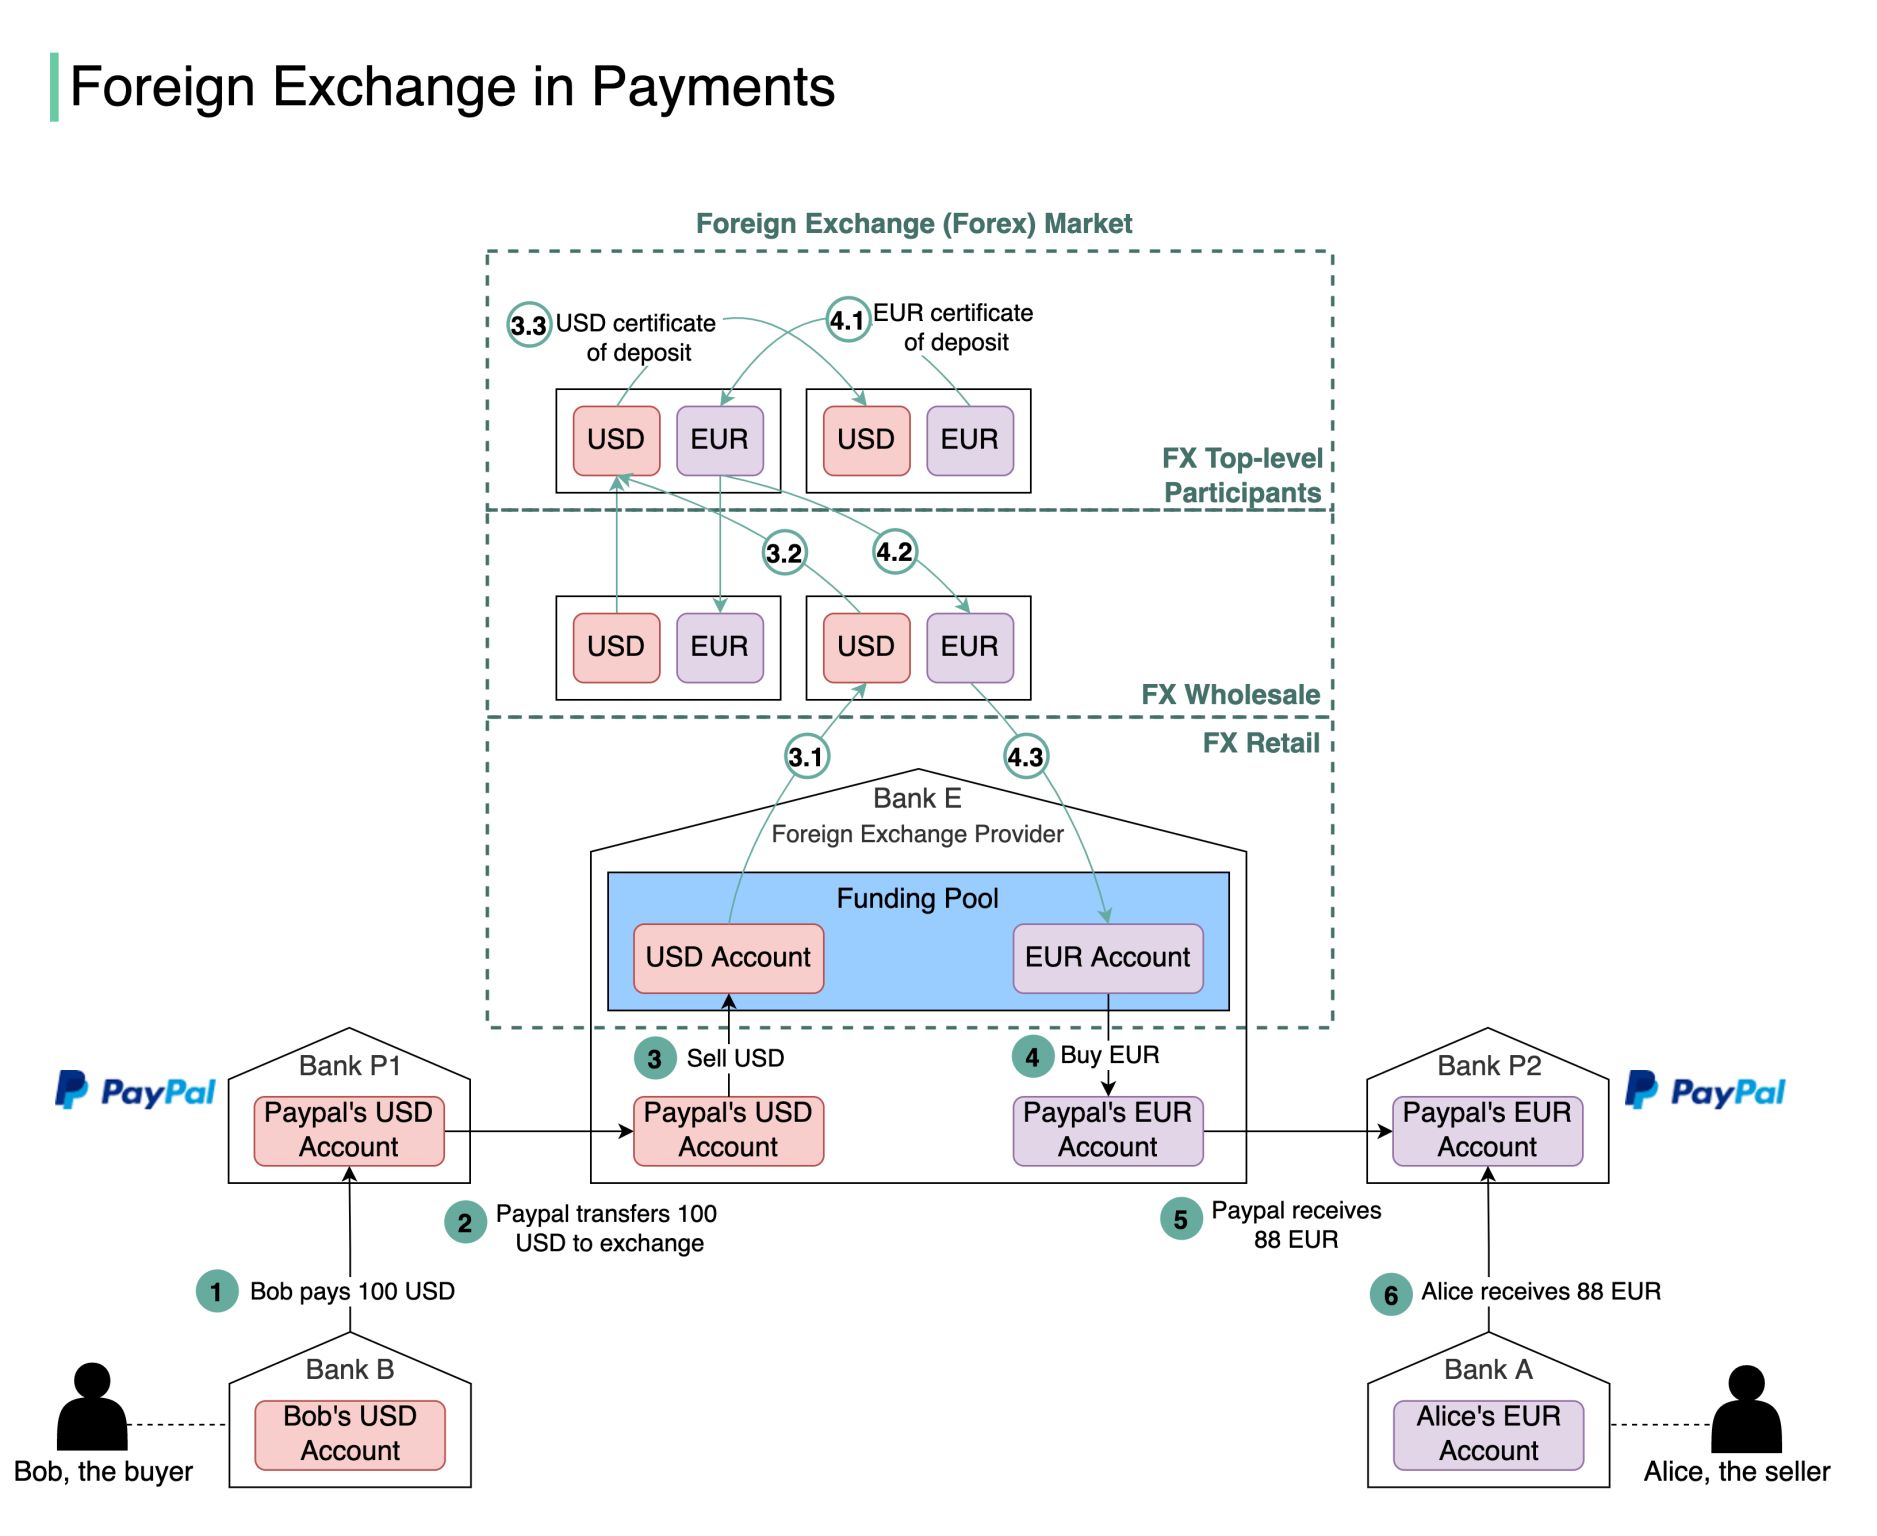 Foreign Exchange in Payments
Foreign Exchange (Forex) Market
3.3
USD certificate
of deposit
4.1
EUR certificate
of deposit
USD
EUR
USD
EUR
FX Top-level
Participants
3.2
4.2
USD
EUR
USD
EUR
FX Wholesale
FX Retail
3.1
4.3
Bank E
Foreign Exchange Provider
Funding Pool
USD Account
EUR Account
3
Sell USD
4
Buy EUR
PayPal
Bank P1
Paypal's USD
Account
Paypal's USD
Account
Paypal's EUR
Account
Bank P2
Paypal's EUR
Account
PayPal
2
Paypal transfers 100
USD to exchange
5
Paypal receives
88 EUR
1
Bob pays 100 USD
6
Alice receives 88 EUR
Bank B
Bob's USD
Account
Bob, the buyer
Bank A
Alice's EUR
Account
Alice, the seller